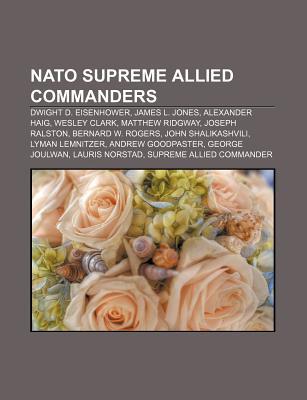 NATO SUPREME ALLIED
COMMANDERS
DWIGHT D. EISENHOWER, JAMES L. JONES, ALEXANDER
HAIG, WESLEY CLARK, MATTHEW RIDGWAY, JOSEPH
RALSTON, BERNARD W. ROGERS, JOHN SHALIKASHVILI,
LYMAN LEMNITZER, ANDREW GOODPASTER, GEORGE
JOULWAN, LAURIS NORSTAD, SUPREME ALLIED COMMANDER